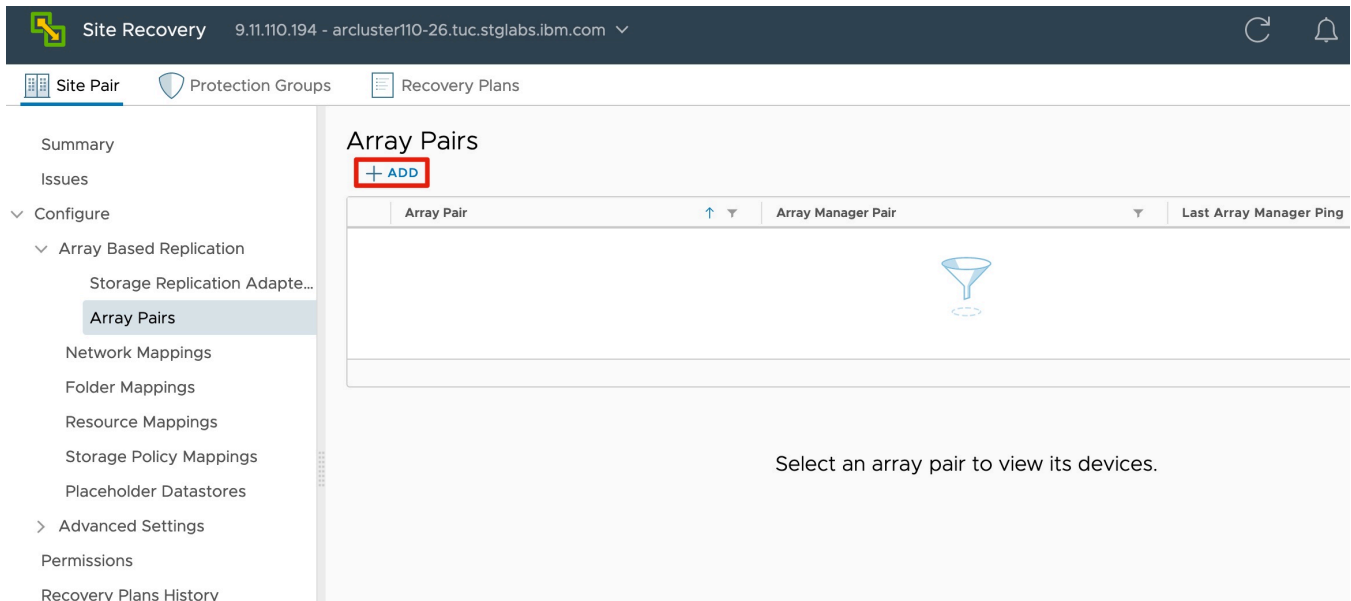 Site Recovery 9.11.110.194 - arcluster110-26.tuc.stglabs.ibm.com
Site Pair Protection Groups Recovery Plans
Summary
Issues
Configure
Array Based Replication
Storage Replication Adapte...
Array Pairs
Network Mappings
Folder Mappings
Resource Mappings
Storage Policy Mappings
Placeholder Datastores
Advanced Settings
Permissions
Recovery Plans History
Array Pairs
+ ADD
Array Pair Array Manager Pair Last Array Manager Ping
Select an array pair to view its devices.